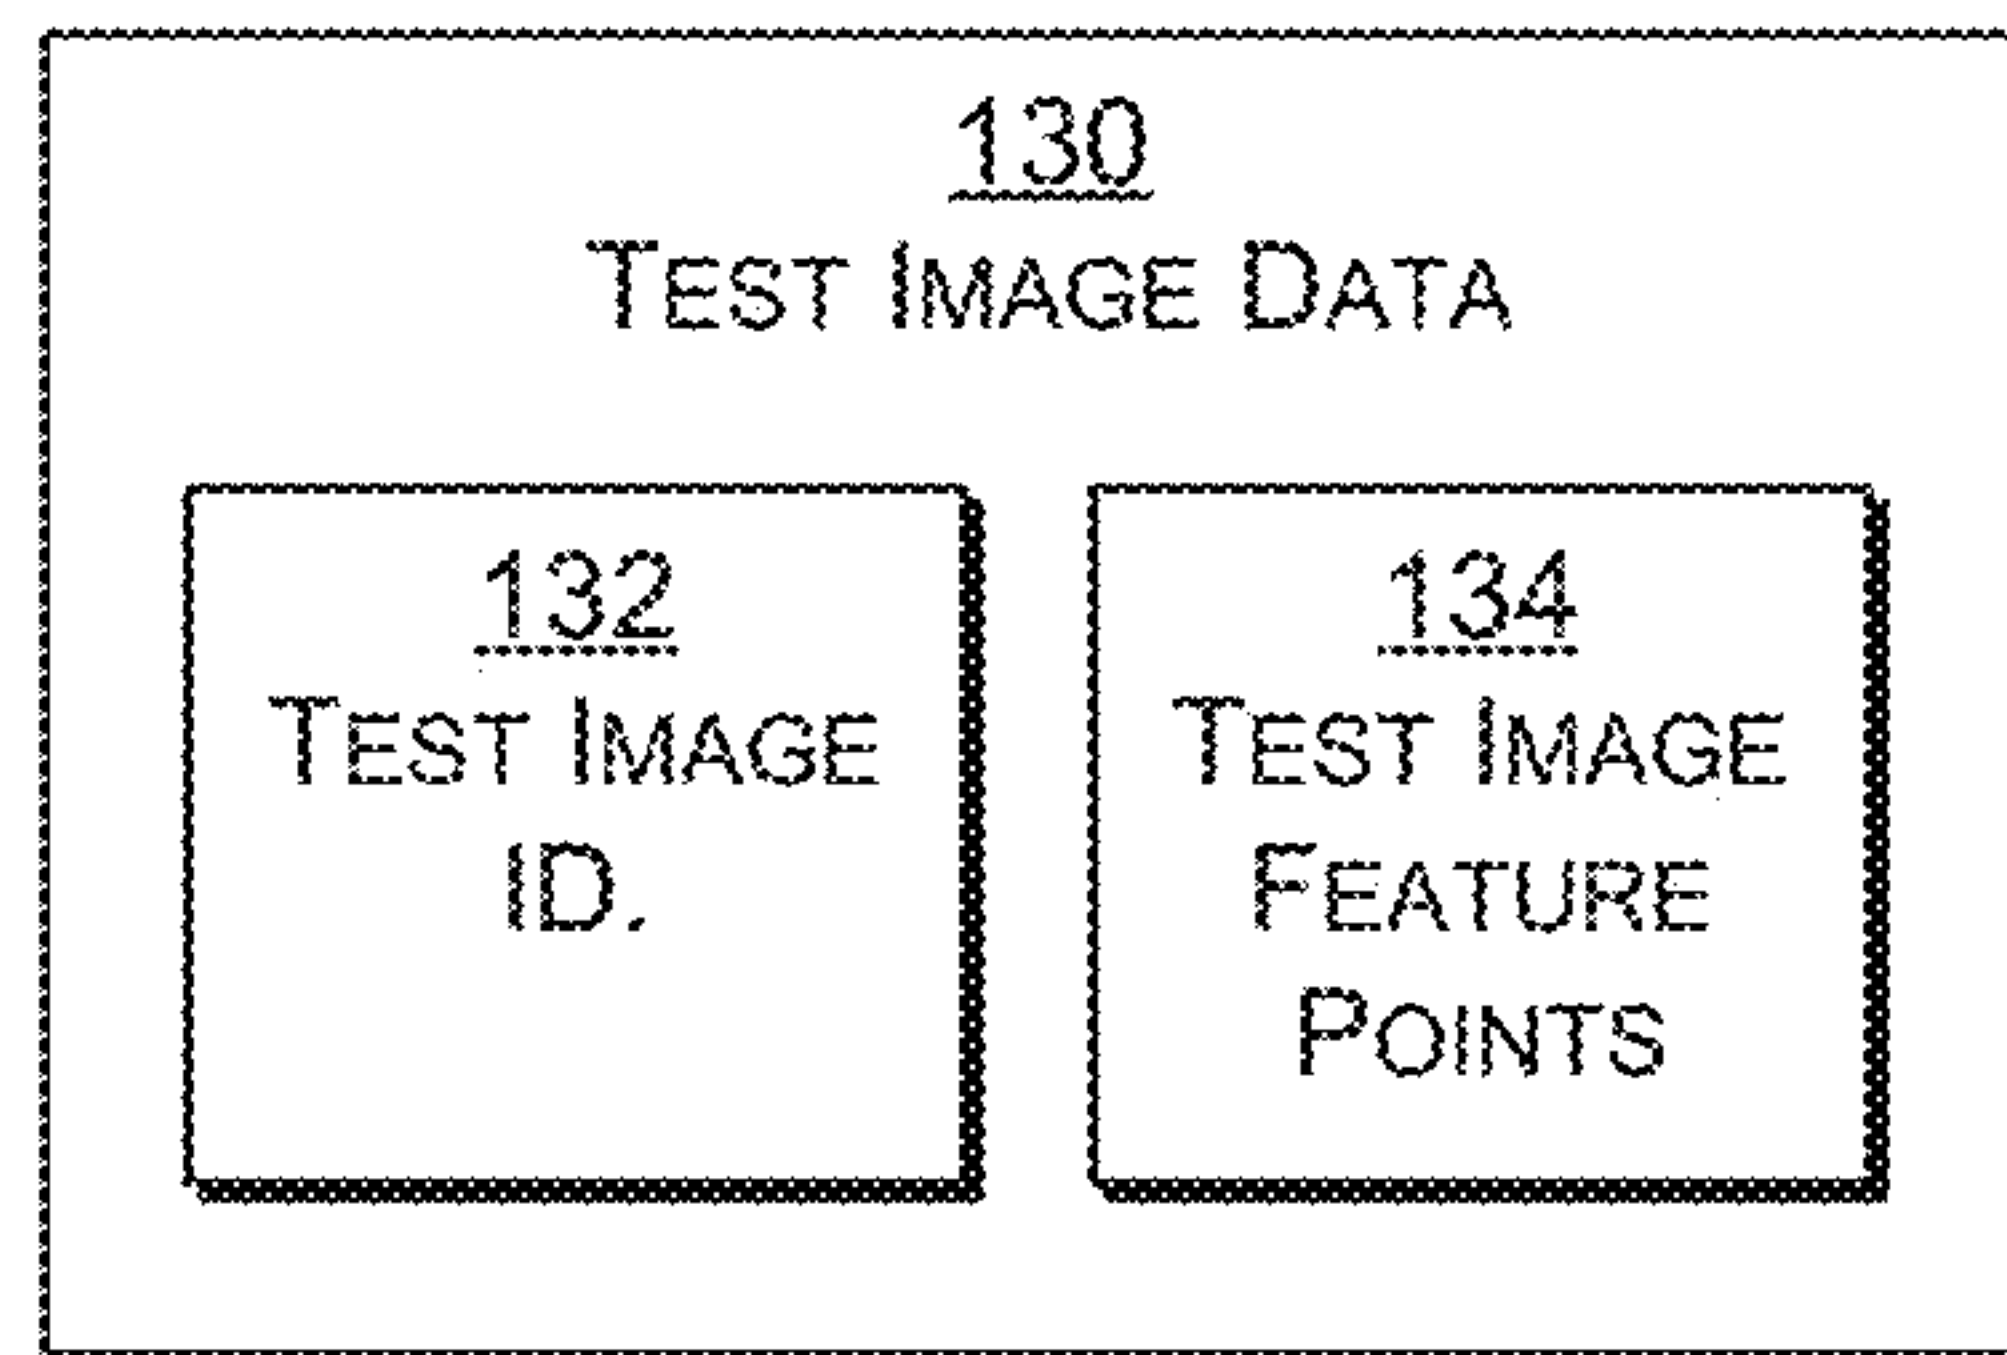 130
TEST IMAGE DATA
132
TEST IMAGE
ID.
134
TEST IMAGE
FEATURE
POINTS